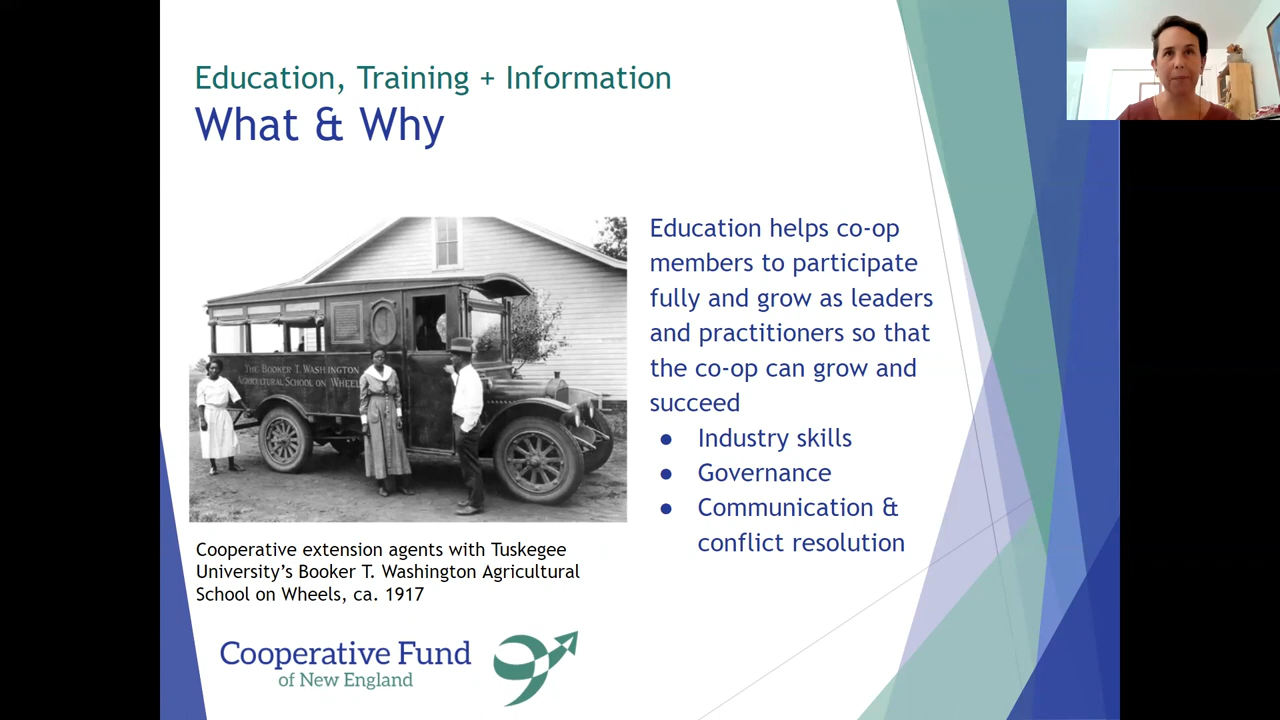 Education, Training + Information
What & Why
THE BOOKER T. WASHINGTON
AGRICULTURAL SCHOOL ON WHEELS
Education helps co-op
members to participate
fully and grow as leaders
and practitioners so that
the co-op can grow and
succeed
● Industry skills
● Governance
● Communication &
conflict resolution
Cooperative extension agents with Tuskegee
University’s Booker T. Washington Agricultural
School on Wheels, ca. 1917
Cooperative Fund
of New England